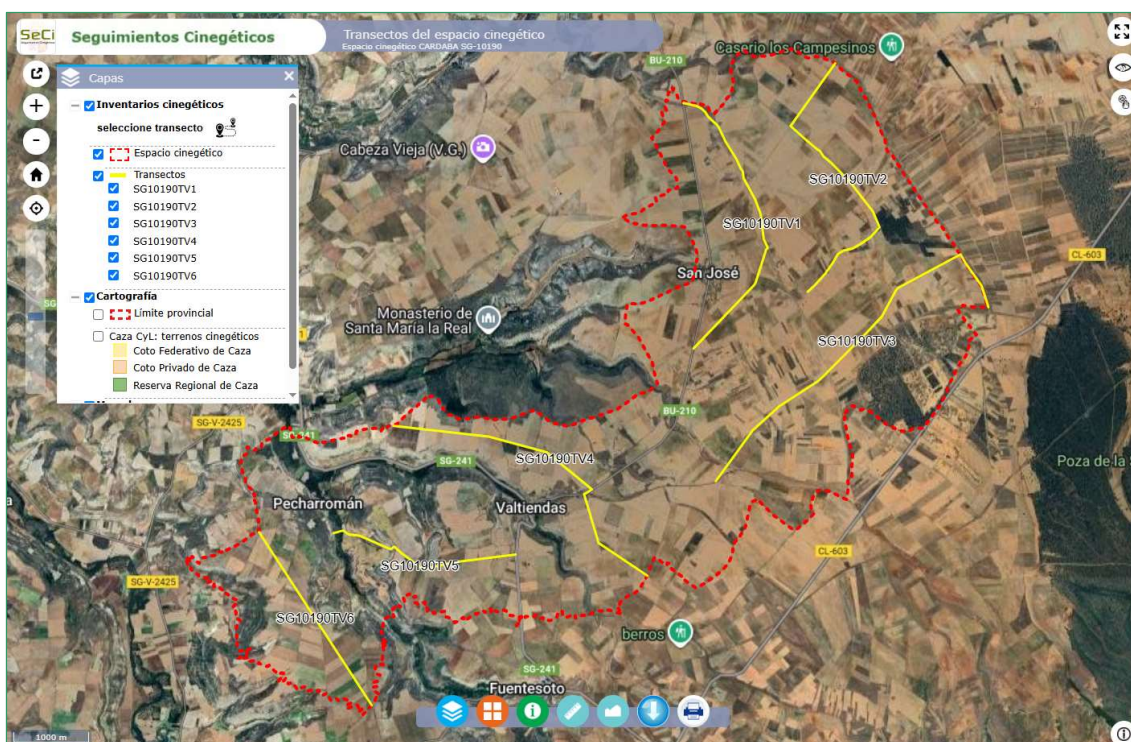 SeCi
Seguimientos Cinegéticos
Transectos del espacio cinegético
Espacio cinegético CARDABA SG-10190
Capas
Inventarios cinegéticos
seleccione transecto
Espacio cinegético
Transectos
SG10190TV1
SG10190TV2
SG10190TV3
SG10190TV4
SG10190TV5
SG10190TV6
Cartografía
Límite provincial
Caza CyL: terrenos cinegéticos
Coto Federativo de Caza
Coto Privado de Caza
Reserva Regional de Caza
BU-210
Caserio los Campesinos
Cabeza Vieja (V.G.)
SG10190TV2
SG10190TV1
CL-603
San José
Monasterio de
Santa María la Real
SG10190TV3
BU-210
SG-V-2425
SG-241
SG-241
SG10190TV4
Poza de la
Pecharromán
Valtiendas
CL-603
SG10190TV5
SG-V-2425
SG10190TV6
berros
SG-241
Fuentesoto
1000 m